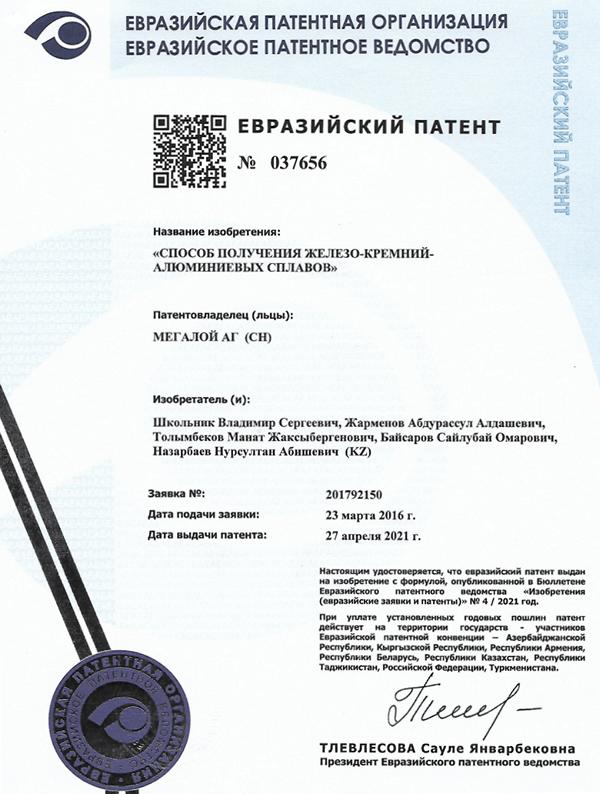 ЕВРАЗИЙСКАЯ ПАТЕНТНАЯ ОРГАНИЗАЦИЯ
ЕВРАЗИЙСКОЕ ПАТЕНТНОЕ ВЕДОМСТВО
ЕВРАЗИЙСКИЙ ПАТЕНТ
ЕВРАЗИЙСКИЙ ПАТЕНТ
№ 037656
Название изобретения:
«СПОСОБ ПОЛУЧЕНИЯ ЖЕЛЕЗО-КРЕМНИЙ-
АЛЮМИНИЕВЫХ СПЛАВОВ»
Патентовладелец (льцы):
МЕГАЛОЙ АГ (CH)
Изобретатель (и):
Школьник Владимир Сергеевич, Жарменов Абдурассул Алдашевич,
Толымбеков Манат Жаксыбергенович, Байсаров Сайлубай Омарович,
Назарбаев Нурсултан Абишевич (KZ)
Заявка №: 201792150
Дата подачи заявки: 23 марта 2016 г.
Дата выдачи патента: 27 апреля 2021 г.
Настоящим удостоверяется, что евразийский патент выдан
на изобретение с формулой, опубликованной в Бюллетене
Евразийского патентного ведомства «Изобретения
(евразийские заявки и патенты)» № 4 / 2021 год.
При уплате установленных годовых пошлин патент
действует на территории государств - участников
Евразийской патентной конвенции – Азербайджанской
Республики, Кыргызской Республики, Республики Армения,
Республики Беларусь, Республики Казахстан, Республики
Таджикистан, Российской Федерации, Туркменистана.
ТЛЕВЛЕСОВА Сауле Январбековна
Президент Евразийского патентного ведомства
ЕВРАЗИЙСКАЯ ПАТЕНТНАЯ ОРГАНИЗАЦИЯ
ЕВРАЗИЙСКОЕ ПАТЕНТНОЕ ВЕДОМСТВО